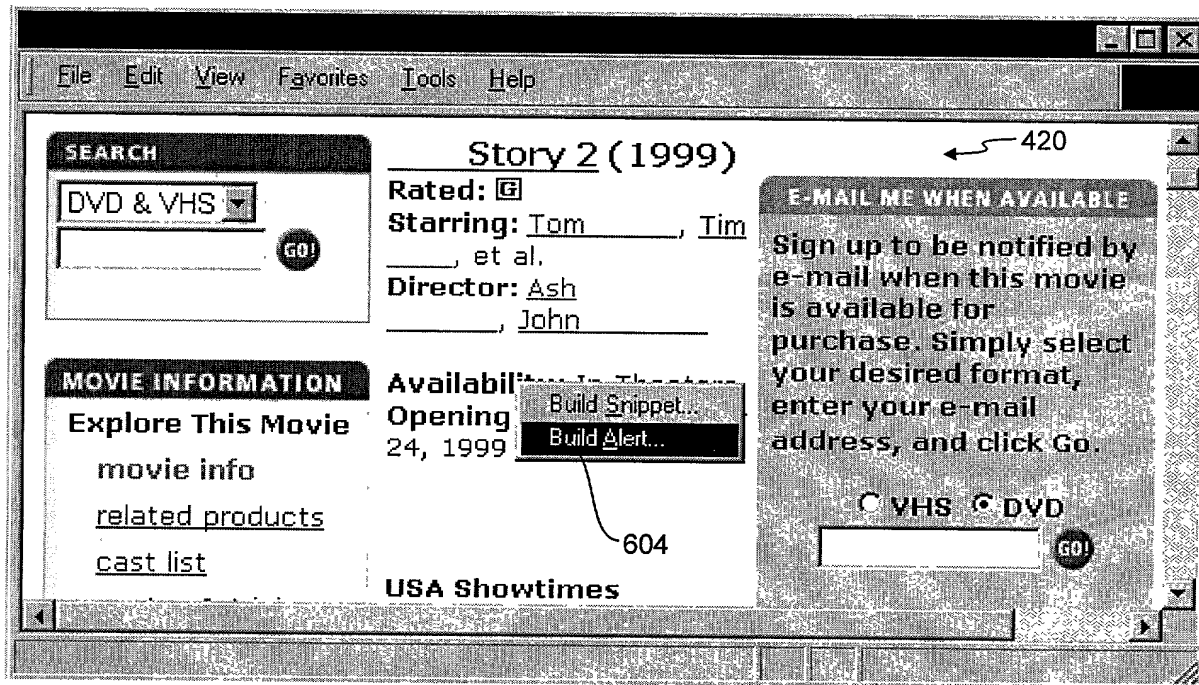 File Edit View Favorites Tools Help
SEARCH
DVD & VHS
GO!
MOVIE INFORMATION
Explore This Movie
movie info
related products
cast list
Story 2 (1999)
Rated: G
Starring: Tom , Tim
, et al.
Director: Ash
, John
Availability: In Theaters
Opening
24, 1999
Build Snippet...
Build Alert...
604
USA Showtimes
420
E-MAIL ME WHEN AVAILABLE
Sign up to be notified by
e-mail when this movie
is available for
purchase. Simply select
your desired format,
enter your e-mail
address, and click Go.
VHS DVD
GO!